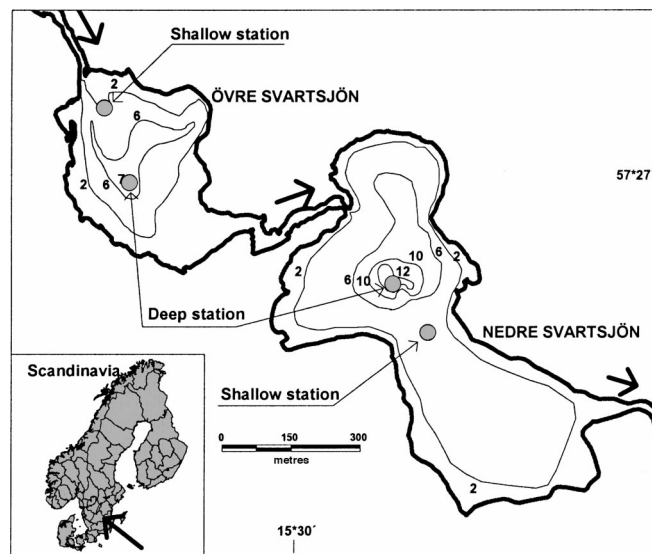 Shallow station
2
ÖVRE SVARTSJÖN
6
7
2
6
57*27
2
6
2
10
6
10
12
Deep station
NEDRE SVARTSJÖN
Scandinavia
Shallow station
0 150 300
metres
2
15*30´